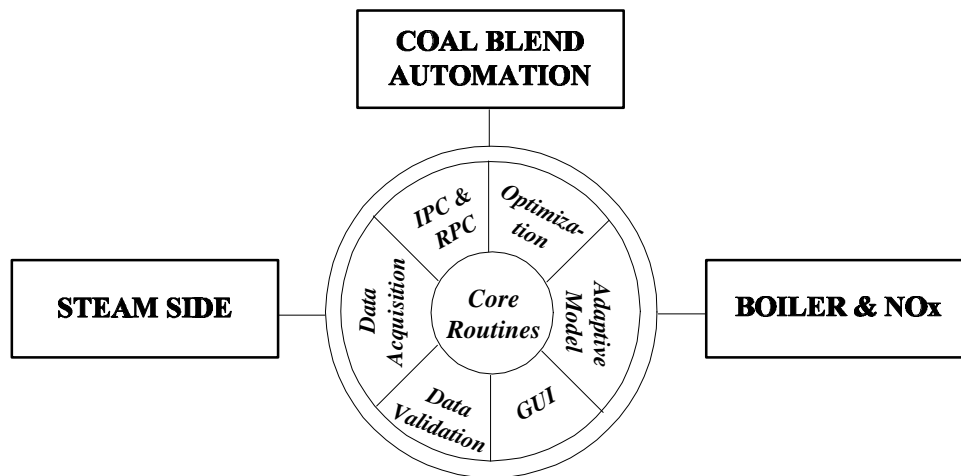 COAL BLEND
AUTOMATION
IPC &
RPC
Optimiza-
tion
STEAM SIDE
Data
Acquisition
Core
Routines
Adaptive
Model
BOILER & NOx
Data
Validation
GUI